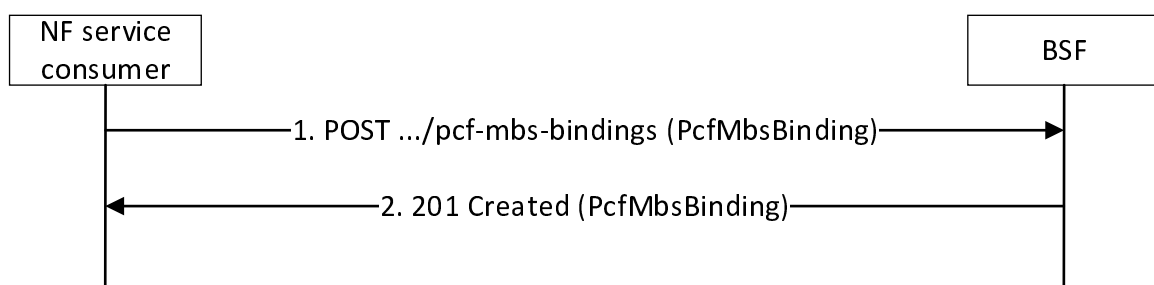 NF service
consumer
BSF
1. POST .../pcf-mbs-bindings (PcfMbsBinding)
2. 201 Created (PcfMbsBinding)